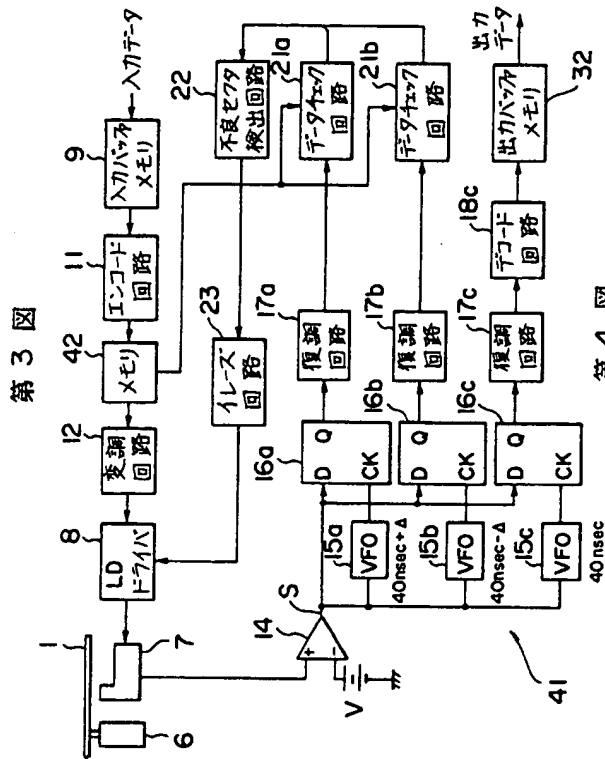 第3図
入力データ
9
入力バッファ
メモリ
11
エンコード
回路
42
メモリ
12
変調
回路
8
LD
ドライバ
1
7
6
22
不良セクタ
検出回路
23
イレーズ
回路
21a
データチェック
回路
21b
データチェック
回路
17a
復調
回路
17b
復調
回路
17c
復調
回路
18c
デコード
回路
32
出力バッファ
メモリ
出力
データ
16a
D Q
CK
16b
D Q
CK
16c
D Q
CK
15a
VFO
40nsec+Δ
15b
VFO
40nsec-Δ
15c
VFO
40nsec
S
14
+
-
V
41
第4図